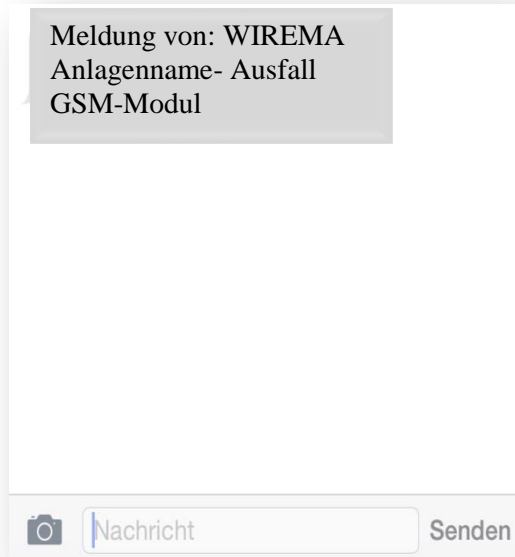 Meldung von: WIREMA
Anlagenname- Ausfall
GSM-Modul
Nachricht
Senden